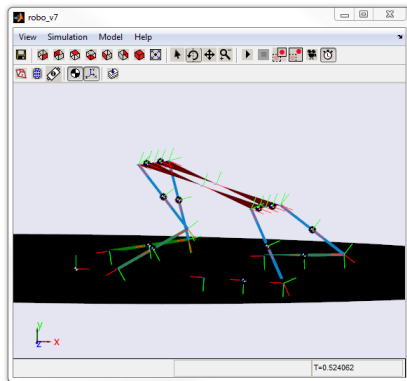 robo_v7
View Simulation Model Help
y
z x
T=0.524062